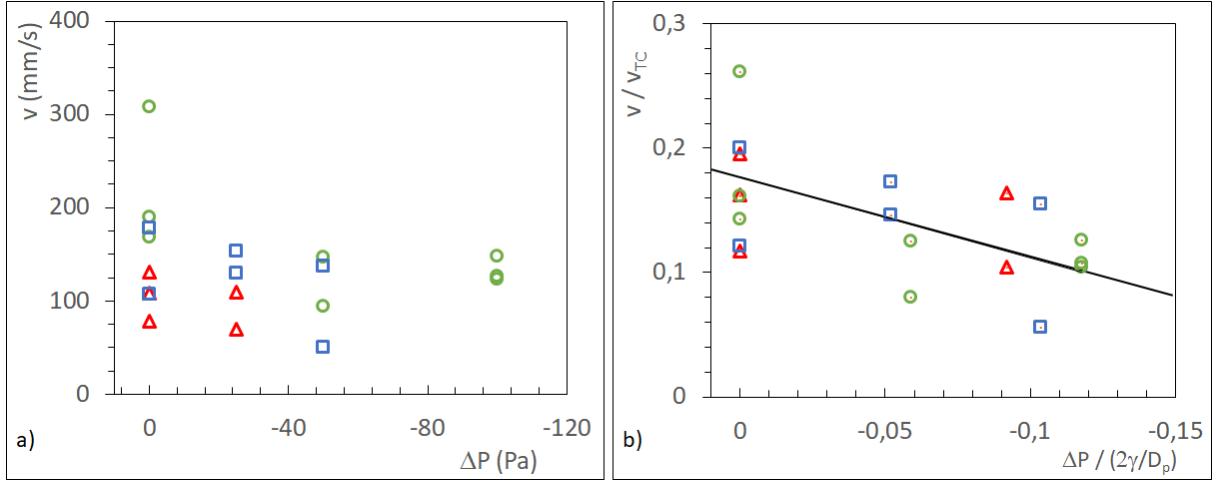 400
300
200
100
0
v (mm/s)
0 -40 -80 -120
a)
ΔP (Pa)
0,3
0,2
0,1
0
v / v_TC
0 -0,05 -0,1 -0,15
b)
ΔP / (2γ/D_p)